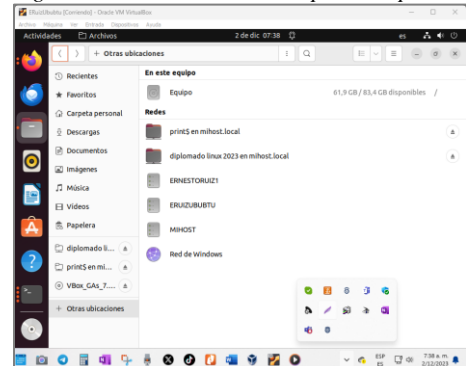 ERuizUbuntu [Corriendo] - Oracle VM VirtualBox
Archivo Máquina Ver Entrada Dispositivos Ayuda
Actividades Archivos 2 de dic 07:38 es
+ Otras ubicaciones
Recientes
Favoritos
Carpeta personal
Descargas
Documentos
Imágenes
Música
Vídeos
Papelera
diplomado li...
print$ en mi...
VBox_GAs_7....
+ Otras ubicaciones
En este equipo
Equipo 61,9 GB / 83,4 GB disponibles /
Redes
print$ en mihost.local
diplomado linux 2023 en mihost.local
ERNESTORUIZ1
ERUIZUBUBTU
MIHOST
Red de Windows
ESP
ES
7:38 a. m.
2/12/2023